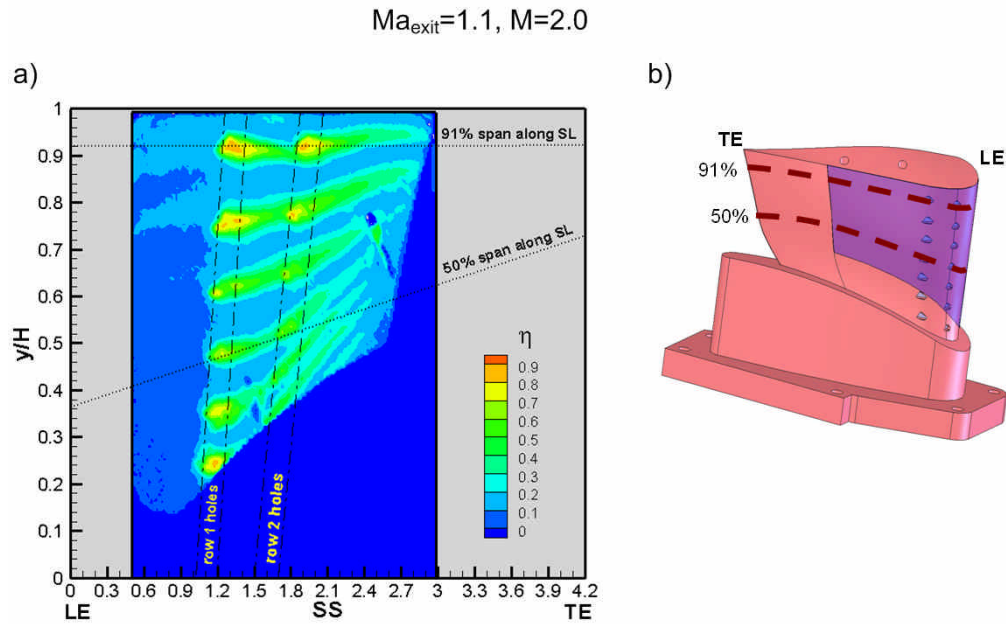 Ma_exit=1.1, M=2.0
a)
b)
1
0.9
0.8
0.7
0.6
0.5
0.4
0.3
0.2
0.1
0
y/H
91% span along SL
50% span along SL
η
0.9
0.8
0.7
0.6
0.5
0.4
0.3
0.2
0.1
0
row 1 holes
row 2 holes
0 0.3 0.6 0.9 1.2 1.5 1.8 2.1 2.4 2.7 3 3.3 3.6 3.9 4.2
LE SS TE
TE
LE
91%
50%